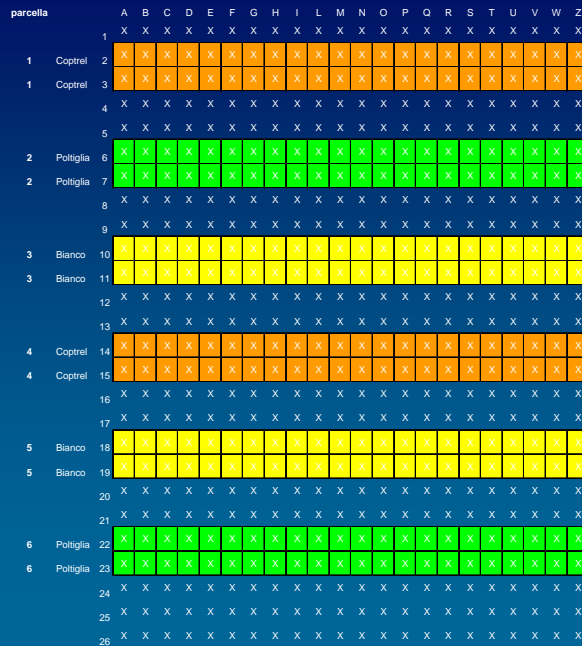 parcella A B C D E F G H I L M N O P Q R S T U V W Z
1 X X X X X X X X X X X X X X X X X X X X X X
1 Coptrel 2 X X X X X X X X X X X X X X X X X X X X X X
1 Coptrel 3 X X X X X X X X X X X X X X X X X X X X X X
4 X X X X X X X X X X X X X X X X X X X X X X
5 X X X X X X X X X X X X X X X X X X X X X X
2 Poltiglia 6 X X X X X X X X X X X X X X X X X X X X X X
2 Poltiglia 7 X X X X X X X X X X X X X X X X X X X X X X
8 X X X X X X X X X X X X X X X X X X X X X X
9 X X X X X X X X X X X X X X X X X X X X X X
3 Bianco 10 X X X X X X X X X X X X X X X X X X X X X X
3 Bianco 11 X X X X X X X X X X X X X X X X X X X X X X
12 X X X X X X X X X X X X X X X X X X X X X X
13 X X X X X X X X X X X X X X X X X X X X X X
4 Coptrel 14 X X X X X X X X X X X X X X X X X X X X X X
4 Coptrel 15 X X X X X X X X X X X X X X X X X X X X X X
16 X X X X X X X X X X X X X X X X X X X X X X
17 X X X X X X X X X X X X X X X X X X X X X X
5 Bianco 18 X X X X X X X X X X X X X X X X X X X X X X
5 Bianco 19 X X X X X X X X X X X X X X X X X X X X X X
20 X X X X X X X X X X X X X X X X X X X X X X
21 X X X X X X X X X X X X X X X X X X X X X X
6 Poltiglia 22 X X X X X X X X X X X X X X X X X X X X X X
6 Poltiglia 23 X X X X X X X X X X X X X X X X X X X X X X
24 X X X X X X X X X X X X X X X X X X X X X X
25 X X X X X X X X X X X X X X X X X X X X X X
26 X X X X X X X X X X X X X X X X X X X X X X